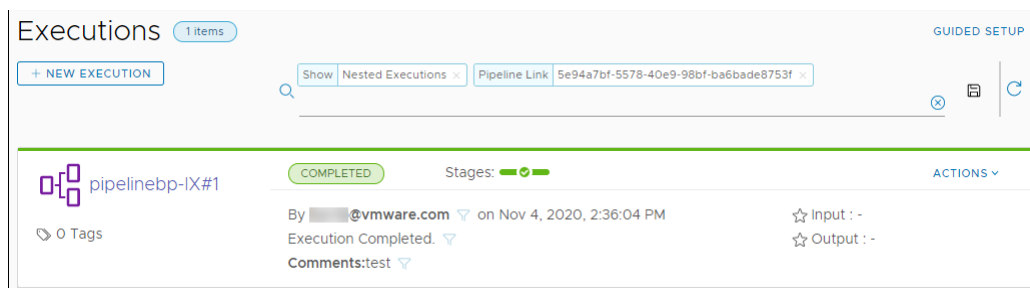 Executions 1 items
GUIDED SETUP
+ NEW EXECUTION
Show Nested Executions × Pipeline Link 5e94a7bf-5578-40e9-98bf-ba6bade8753f ×
pipelinebp-IX#1
0 Tags
COMPLETED Stages:
ACTIONS
By @vmware.com on Nov 4, 2020, 2:36:04 PM
Execution Completed.
Comments:test
Input : -
Output : -